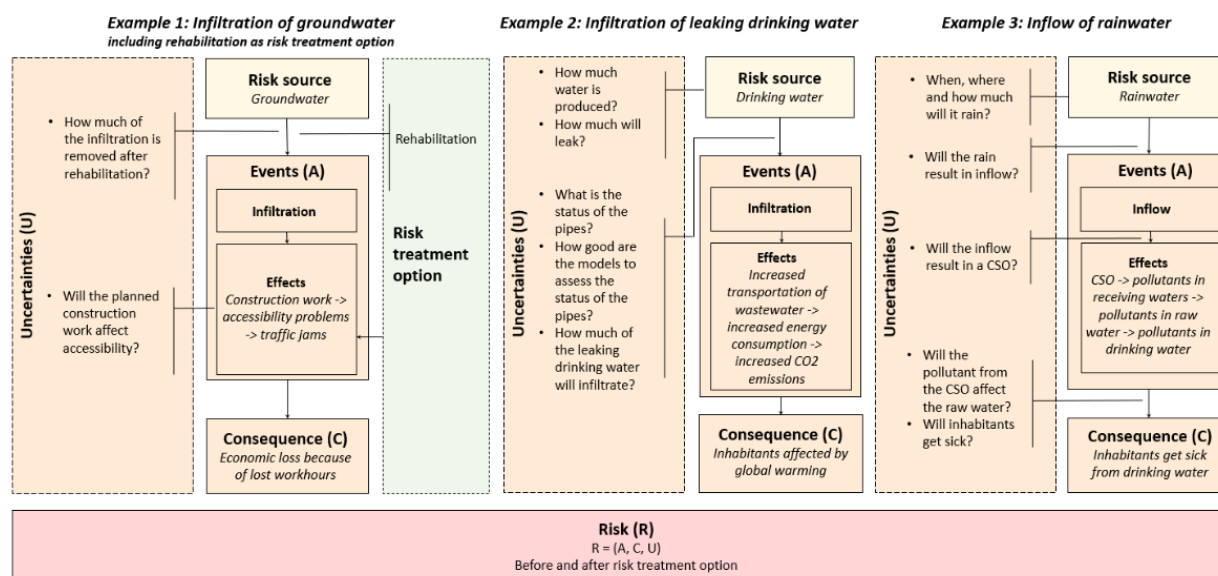 Example 1: Infiltration of groundwater
including rehabilitation as risk treatment option
Uncertainties (U)
• How much of
the infiltration is
removed after
rehabilitation?
• Will the planned
construction
work affect
accessibility?
Risk source
Groundwater
Events (A)
Infiltration
Effects
Construction work ->
accessibility problems
-> traffic jams
Consequence (C)
Economic loss because
of lost workhours
Rehabilitation
Risk
treatment
option
Example 2: Infiltration of leaking drinking water
Uncertainties (U)
• How much
water is
produced?
• How much will
leak?
• What is the
status of the
pipes?
• How good are
the models to
assess the
status of the
pipes?
• How much of
the leaking
drinking water
will infiltrate?
Risk source
Drinking water
Events (A)
Infiltration
Effects
Increased
transportation of
wastewater -> increased
energy
consumption ->
increased CO2
emissions
Consequence (C)
Inhabitants affected by
global warming
Example 3: Inflow of rainwater
Uncertainties (U)
• When, where
and how much
will it rain?
• Will the rain
result in inflow?
• Will the inflow
result in a CSO?
• Will the
pollutant from
the CSO affect
the raw water?
• Will inhabitants
get sick?
Risk source
Rainwater
Events (A)
Inflow
Effects
CSO -> pollutants in
receiving waters ->
pollutants in raw
water -> pollutants in
drinking water
Consequence (C)
Inhabitants get sick
from drinking water
Risk (R)
R = (A, C, U)
Before and after risk treatment option